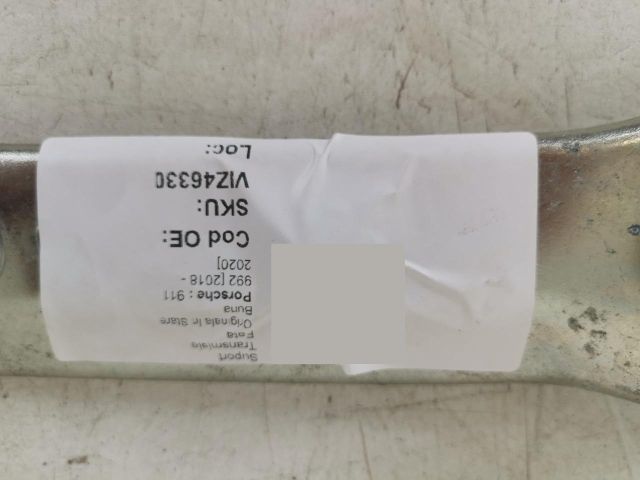 Suport
Transmisie
Fata
Originala In Stare
Buna
Porsche : 911
992 [2018 -
2020]
Cod OE:
SKU:
VIZ46330
Loc: